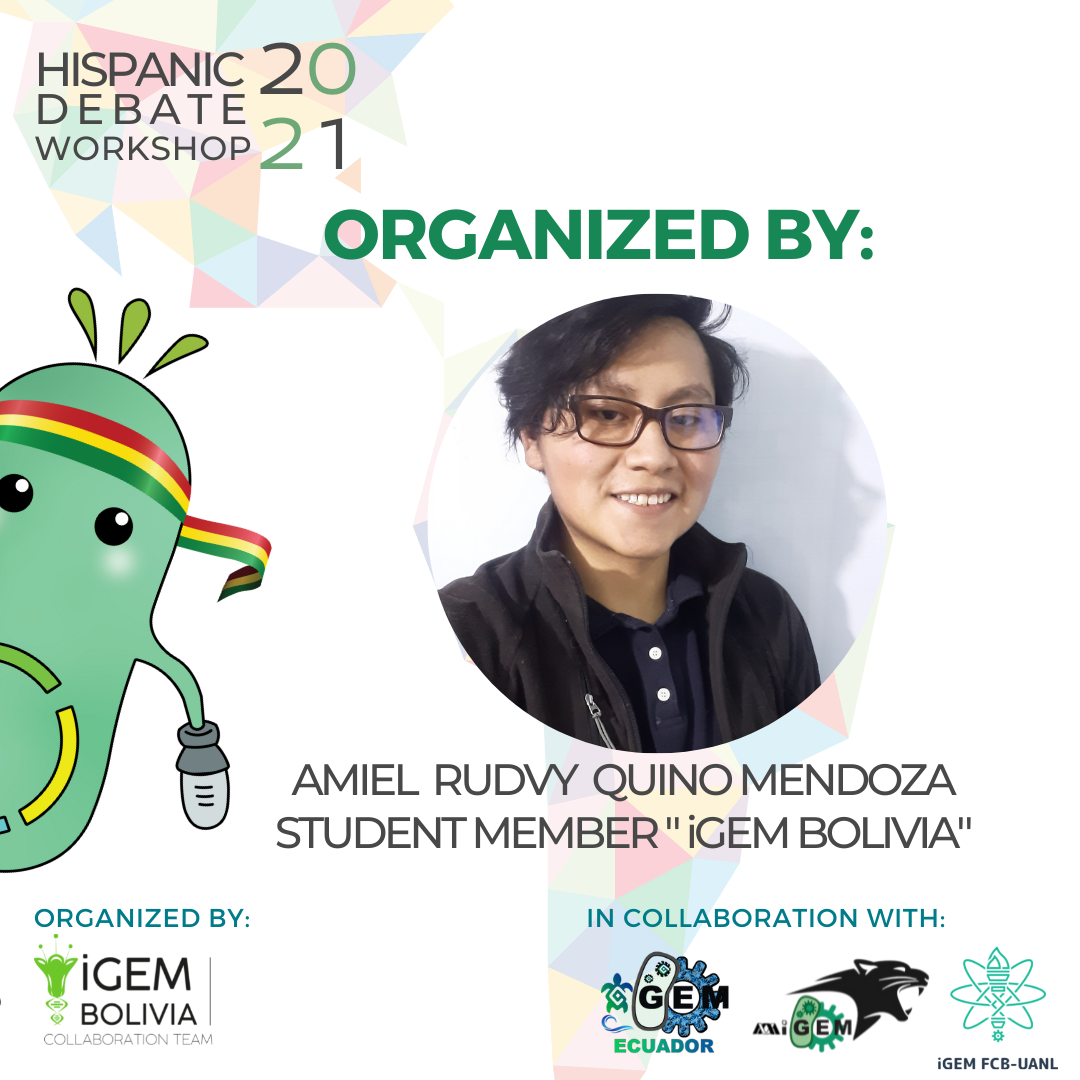 HISPANIC 20
DEBATE
WORKSHOP 21
ORGANIZED BY:
AMIEL RUDVY QUINO MENDOZA
STUDENT MEMBER " iGEM BOLIVIA"
ORGANIZED BY:
iGEM
BOLIVIA
COLLABORATION TEAM
IN COLLABORATION WITH:
iGEM
ECUADOR
AMiGEM
iGEM FCB-UANL